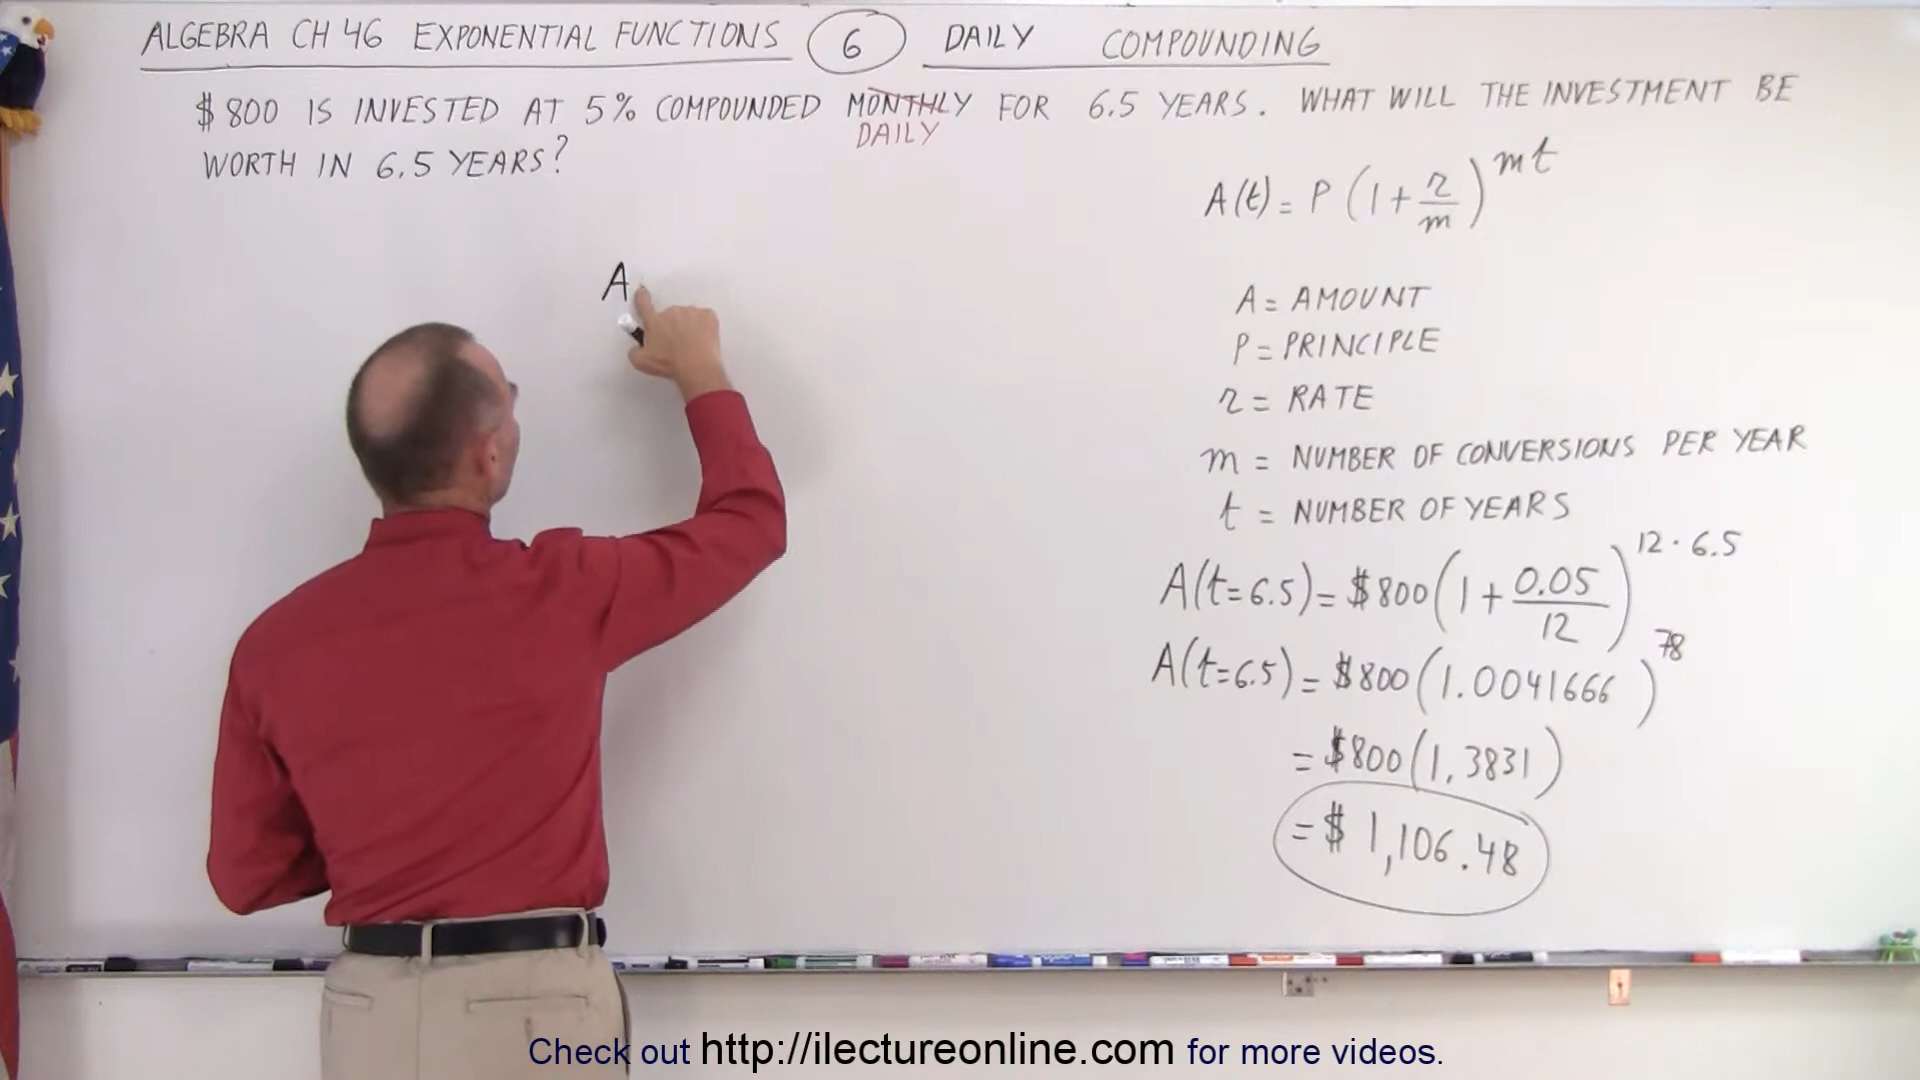 ALGEBRA CH 46 EXPONENTIAL FUNCTIONS 6 DAILY COMPOUNDING
$800 IS INVESTED AT 5% COMPOUNDED MONTHLY FOR 6.5 YEARS. WHAT WILL THE INVESTMENT BE
DAILY
WORTH IN 6.5 YEARS?
A(t) = P (1 + r/m)^mt
A
A = AMOUNT
P = PRINCIPLE
r = RATE
m = NUMBER OF CONVERSIONS PER YEAR
t = NUMBER OF YEARS
A(t=6.5) = $800 (1 + 0.05/12)^12·6.5
A(t=6.5) = $800 (1.0041666)^78
= $800 (1.3831)
= $1,106.48
Check out http://ilectureonline.com for more videos.